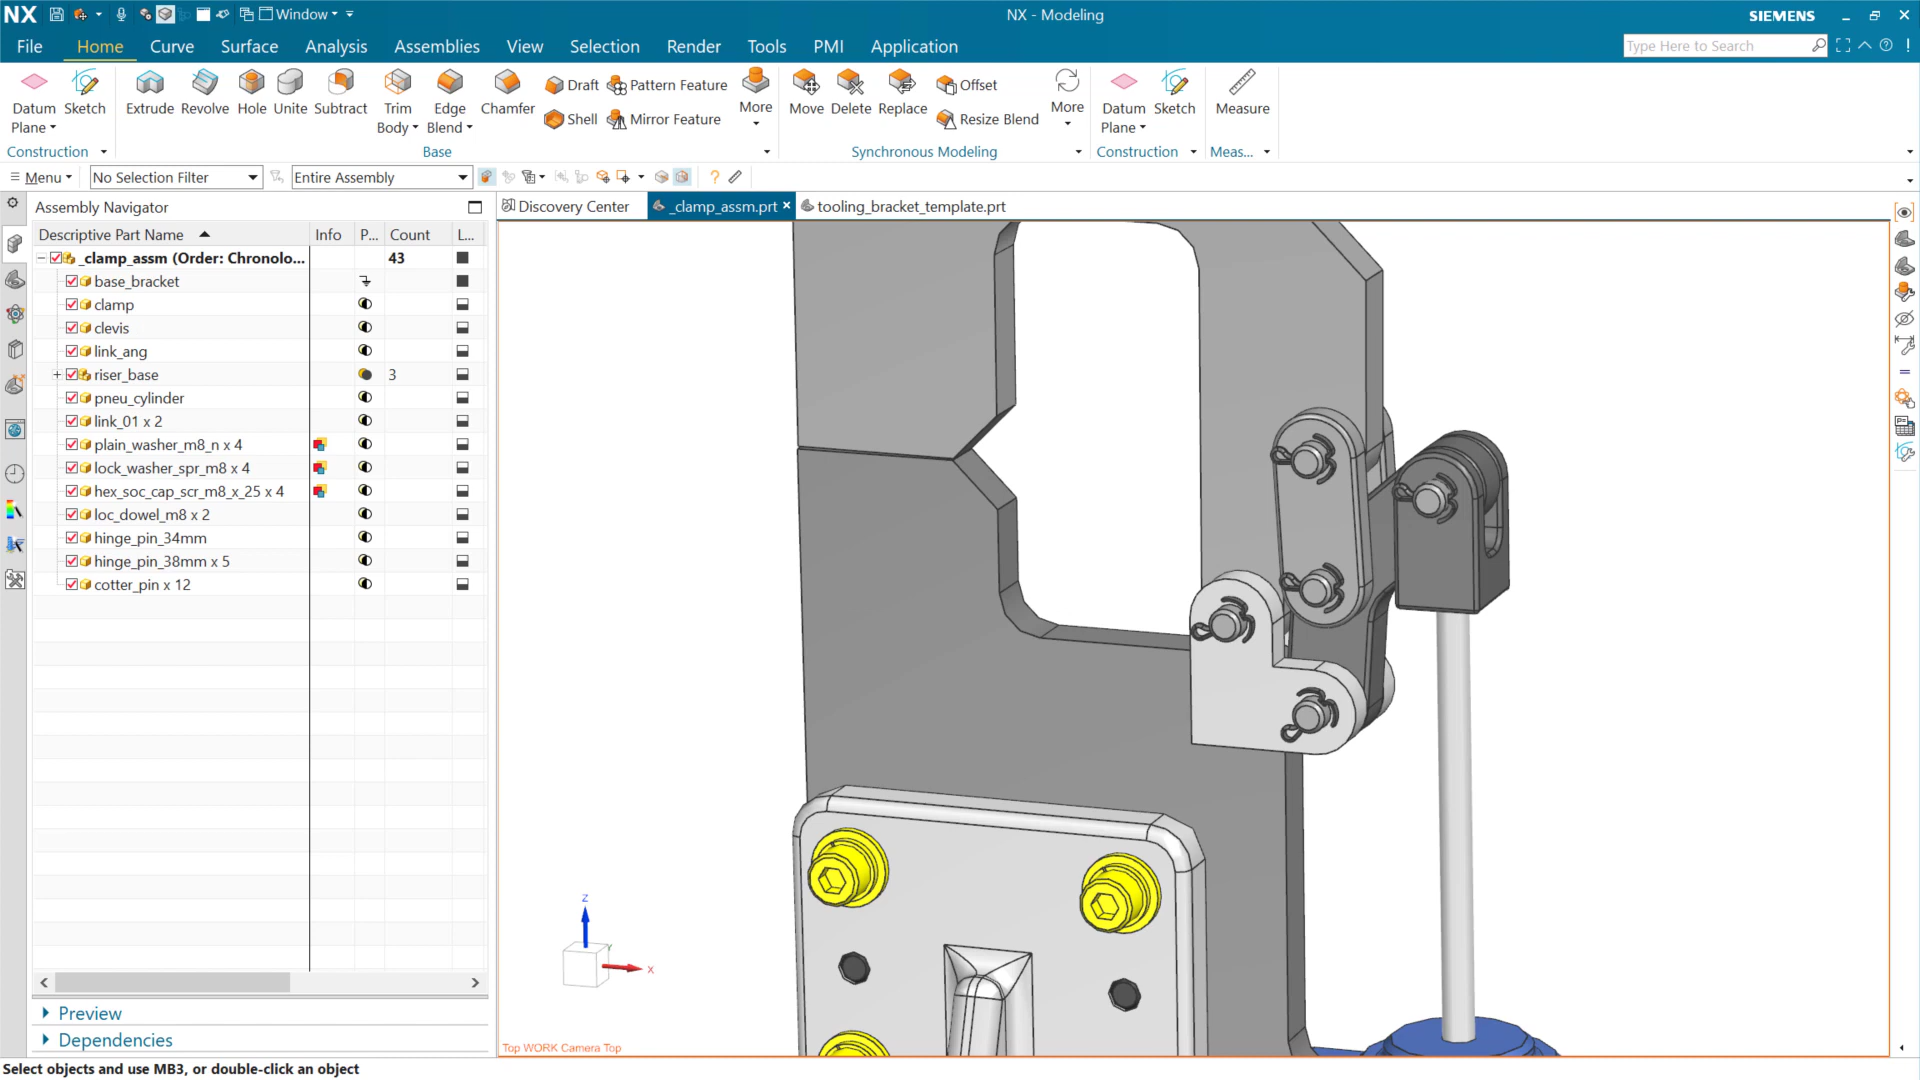 NX
Window
NX - Modeling
SIEMENS
File
Home
Curve
Surface
Analysis
Assemblies
View
Selection
Render
Tools
PMI
Application
Type Here to Search
Datum Plane
Sketch
Extrude
Revolve
Hole
Unite
Subtract
Trim Body
Edge Blend
Chamfer
Draft
Shell
Pattern Feature
Mirror Feature
More
Move
Delete
Replace
Offset
Resize Blend
More
Datum Plane
Sketch
Measure
Construction
Base
Synchronous Modeling
Construction
Meas...
Menu
No Selection Filter
Entire Assembly
Assembly Navigator
Discovery Center
_clamp_assm.prt
tooling_bracket_template.prt
Descriptive Part Name
Info
P...
Count
L...
_clamp_assm (Order: Chronolo...
43
base_bracket
clamp
clevis
link_ang
riser_base
3
pneu_cylinder
link_01 x 2
plain_washer_m8_n x 4
lock_washer_spr_m8 x 4
hex_soc_cap_scr_m8_x_25 x 4
loc_dowel_m8 x 2
hinge_pin_34mm
hinge_pin_38mm x 5
cotter_pin x 12
Z
Y
X
Preview
Dependencies
Top WORK Camera Top
Select objects and use MB3, or double-click an object